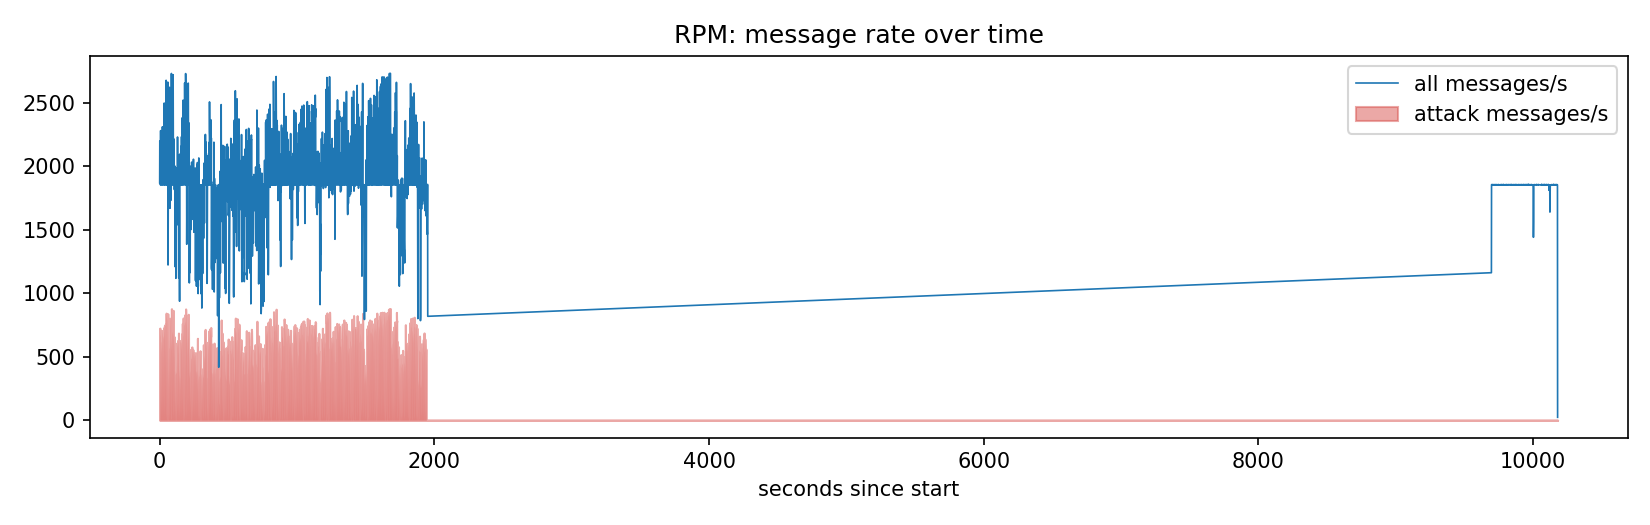 RPM: message rate over time
all messages/s
attack messages/s
2500
2000
1500
1000
500
0
0 2000 4000 6000 8000 10000
seconds since start